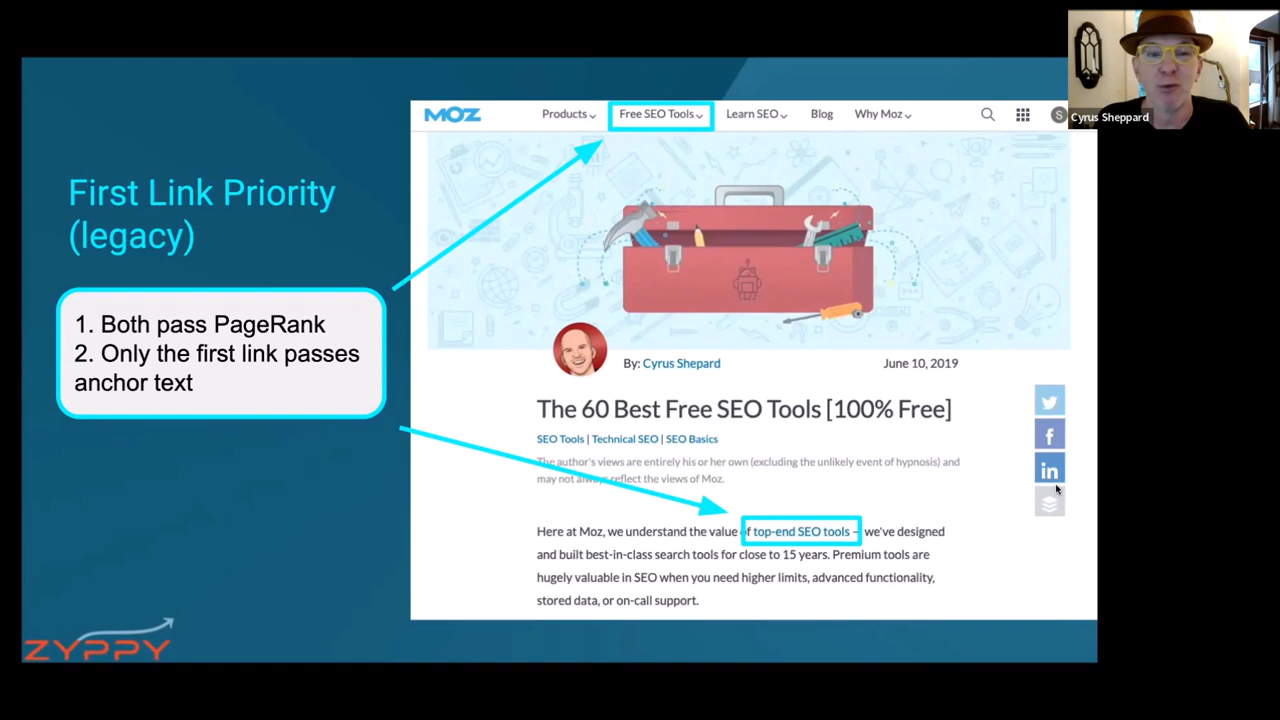 MOZ
Products
Free SEO Tools
Learn SEO
Blog
Why Moz
S
Cyrus Sheppard
First Link Priority
(legacy)
1. Both pass PageRank
2. Only the first link passes
anchor text
By: Cyrus Shepard
June 10, 2019
The 60 Best Free SEO Tools [100% Free]
SEO Tools | Technical SEO | SEO Basics
The author's views are entirely his or her own (excluding the unlikely event of hypnosis) and
may not always reflect the views of Moz.
Here at Moz, we understand the value of top-end SEO tools – we've designed
and built best-in-class search tools for close to 15 years. Premium tools are
hugely valuable in SEO when you need higher limits, advanced functionality,
stored data, or on-call support.
f
in
ZYPPY